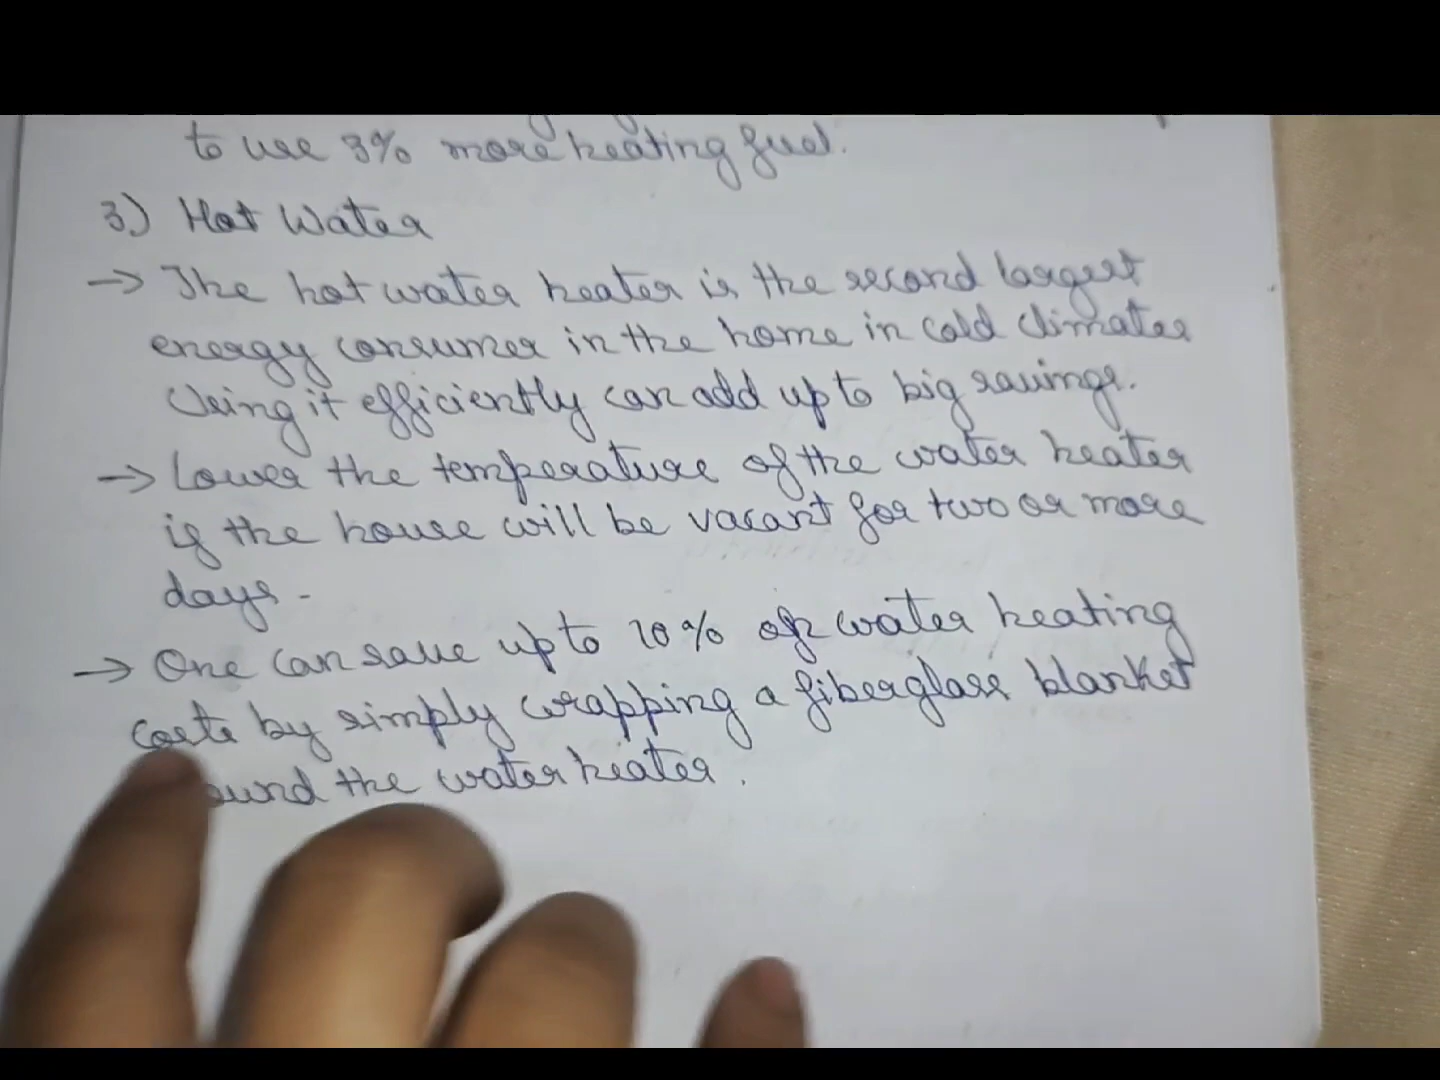 to use 3% more heating fuel.
3) Hot Water
→ The hot water heater is the second largest
energy consumer in the home in cold climates
Using it efficiently can add up to big savings.
→ Lower the temperature of the water heater
if the house will be vacant for two or more
days.
→ One can save up to 10% of water heating
costs by simply wrapping a fiberglass blanket
ound the water heater.